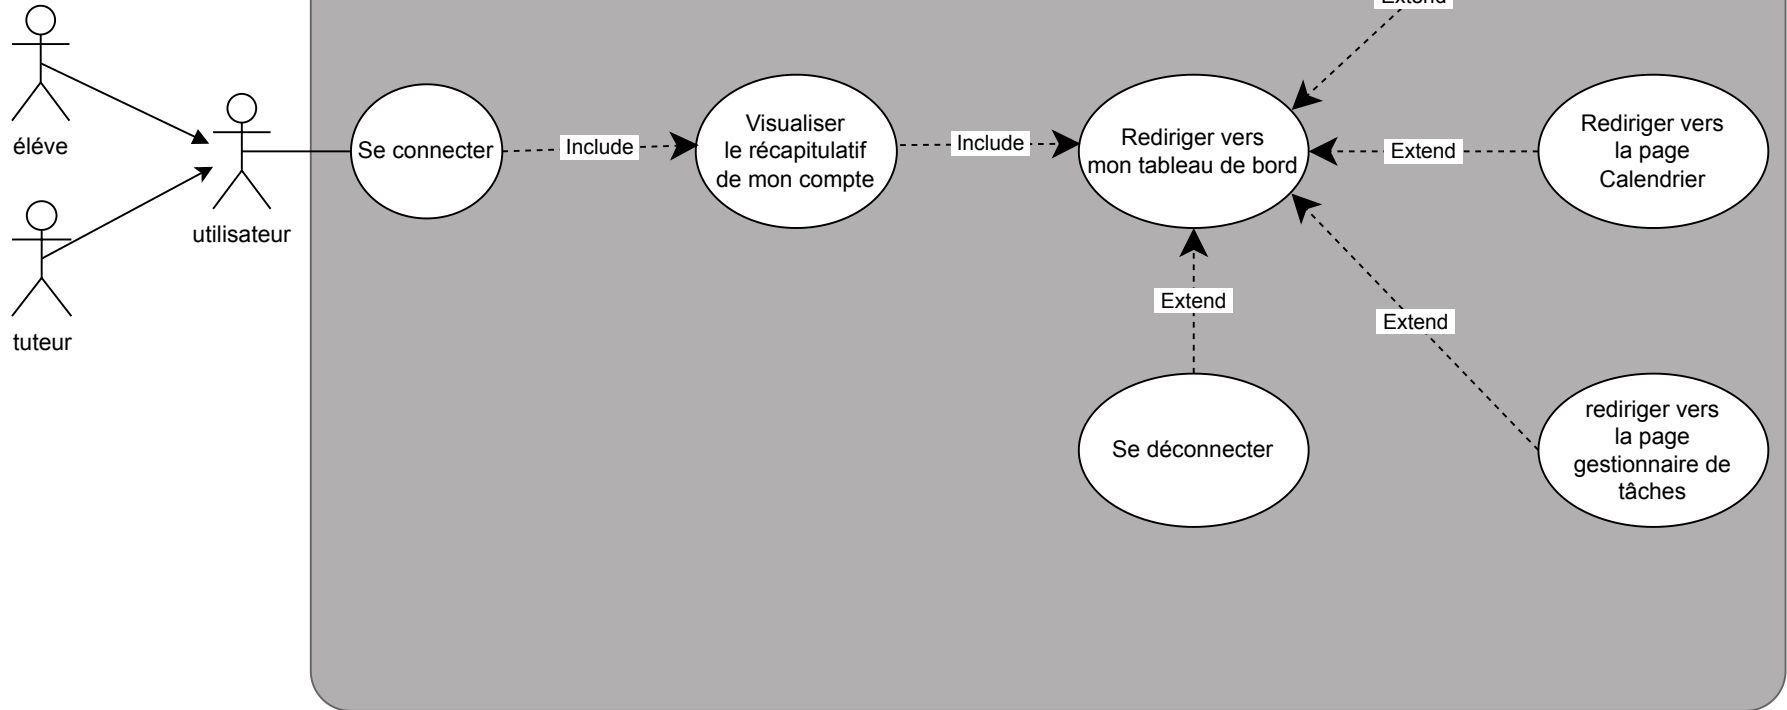 Extend
éléve
tuteur
utilisateur
Se connecter
Include
Visualiser
le récapitulatif
de mon compte
Include
Rediriger vers
mon tableau de bord
Extend
Rediriger vers
la page
Calendrier
Extend
Extend
Se déconnecter
rediriger vers
la page
gestionnaire de
tâches